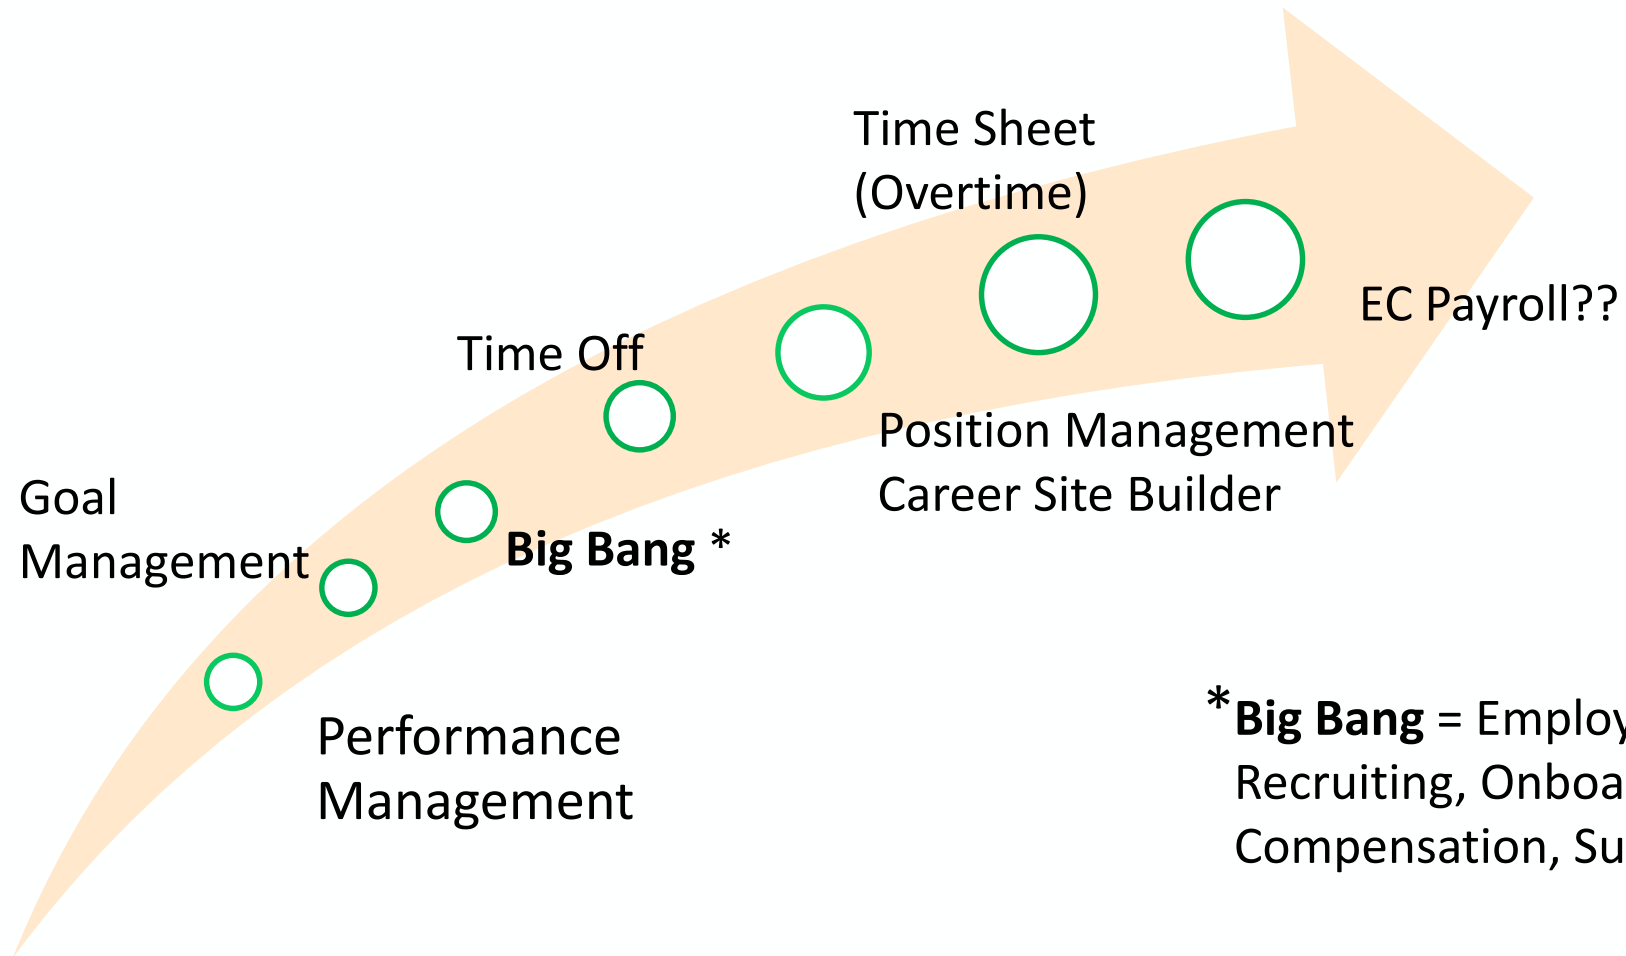 Time Sheet
(Overtime)
EC Payroll??
Time Off
Position Management
Career Site Builder
Goal
Management
Big Bang *
Performance
Management
*Big Bang = Employ
Recruiting, Onboa
Compensation, Su